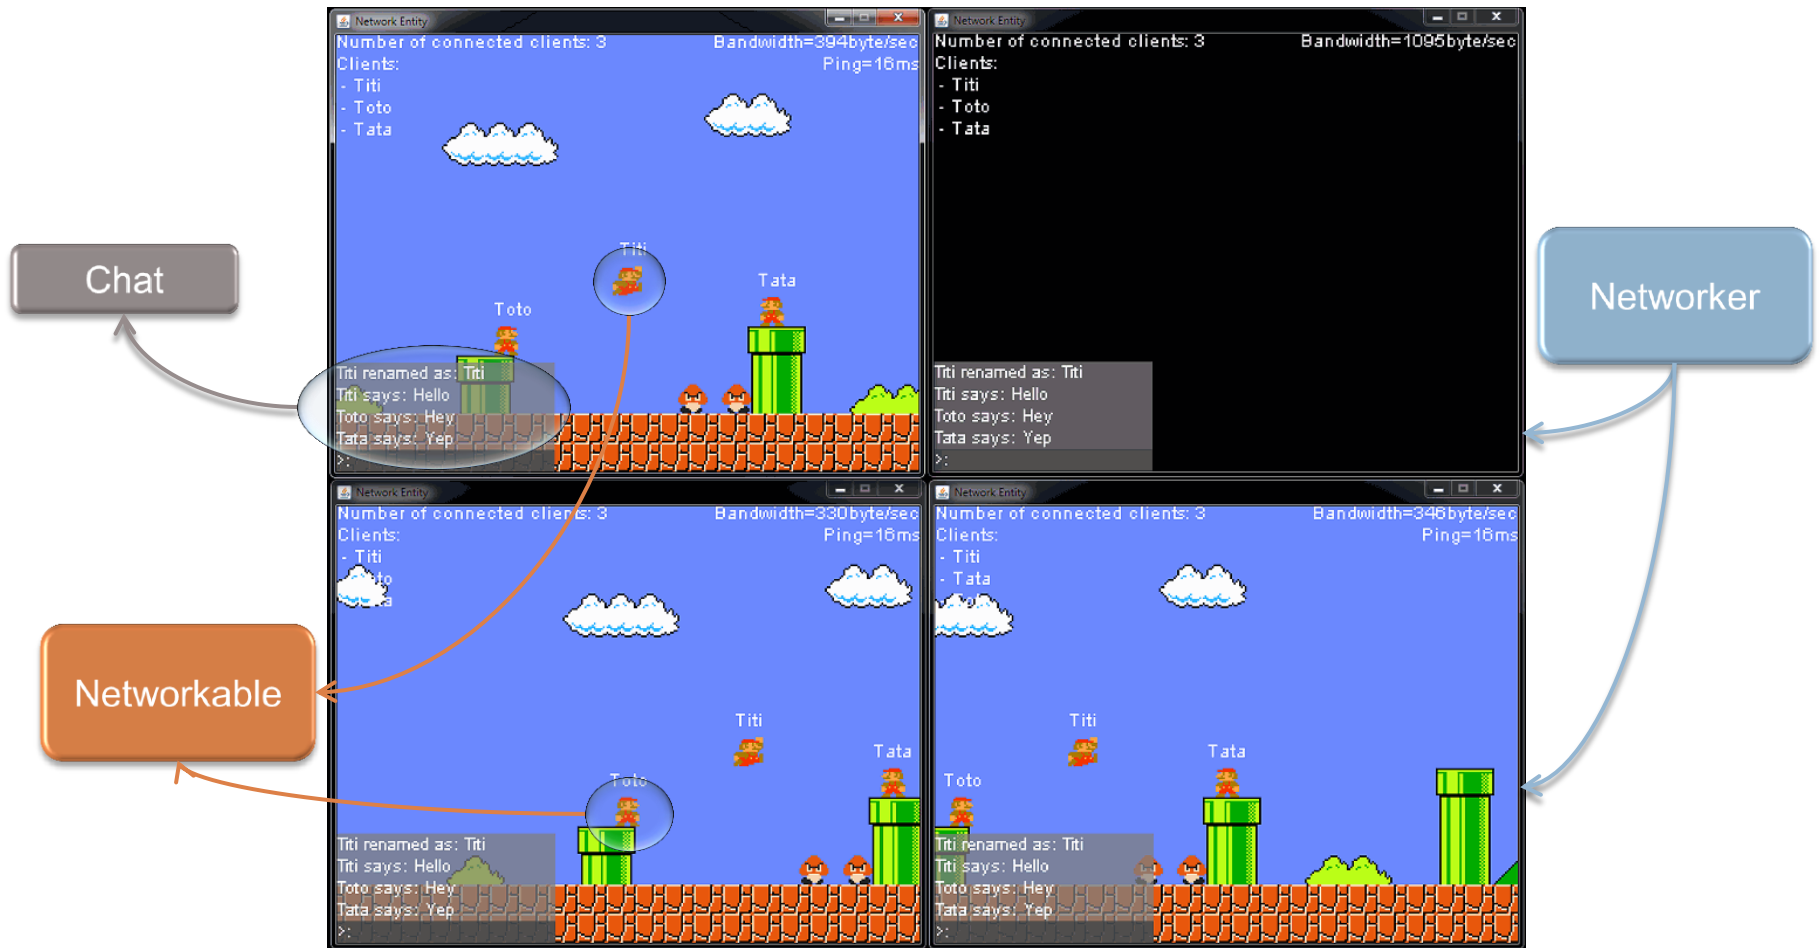 Network Entity
Number of connected clients: 3 Bandwidth=394byte/sec
Clients: Ping=16ms
- Titi
- Toto
- Tata
Titi
Tata
Toto
Titi renamed as: Titi
Titi says: Hello
Toto says: Hey
Tata says: Yep
>:
Network Entity
Number of connected clients: 3 Bandwidth=1095byte/sec
Clients:
- Titi
- Toto
- Tata
Titi renamed as: Titi
Titi says: Hello
Toto says: Hey
Tata says: Yep
>:
Chat
Networker
Network Entity
Number of connected clients: 3 Bandwidth=330byte/sec
Clients: Ping=16ms
- Titi
to
a
Titi
Tata
Toto
Titi renamed as: Titi
Titi says: Hello
Toto says: Hey
Tata says: Yep
>:
Network Entity
Number of connected clients: 3 Bandwidth=346byte/sec
Clients: Ping=16ms
- Titi
- Tata
Titi
Tata
Toto
Titi renamed as: Titi
Titi says: Hello
Toto says: Hey
Tata says: Yep
>:
Networkable